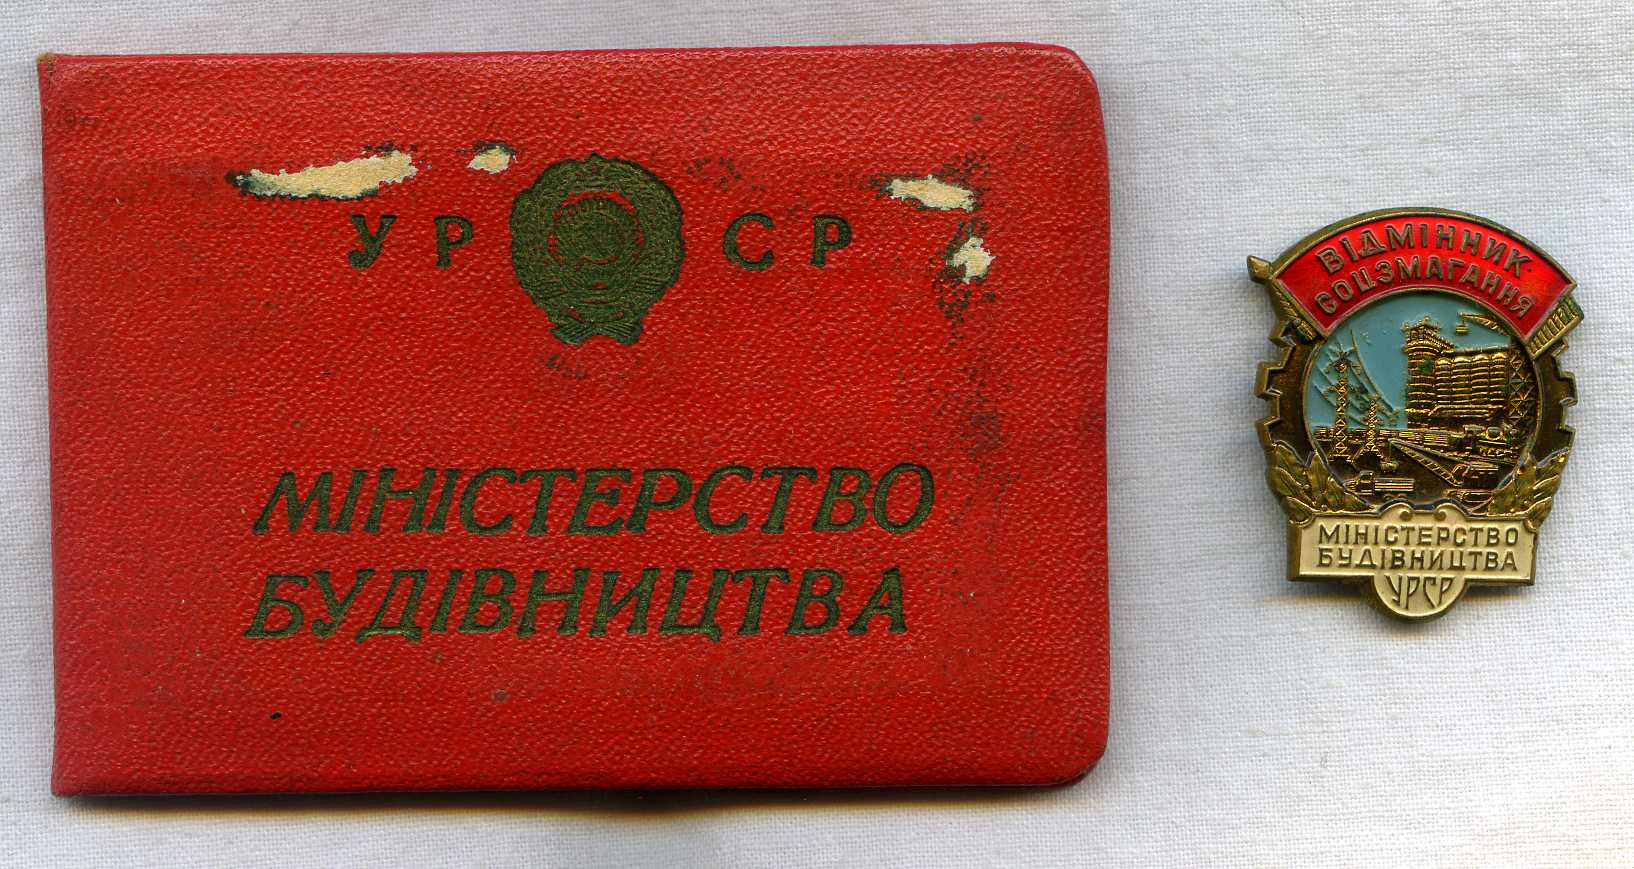 УР СР
МІНІСТЕРСТВО
БУДІВНИЦТВА
ВІДМІННИК
СОЦЗМАГАННЯ
МІНІСТЕРСТВО
БУДІВНИЦТВА
УРСР